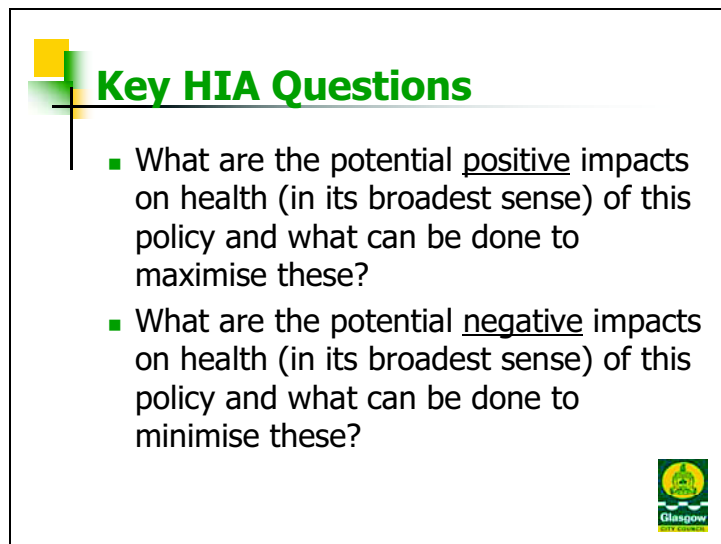 Key HIA Questions
What are the potential positive impacts
on health (in its broadest sense) of this
policy and what can be done to
maximise these?
What are the potential negative impacts
on health (in its broadest sense) of this
policy and what can be done to
minimise these?
Glasgow
CITY COUNCIL